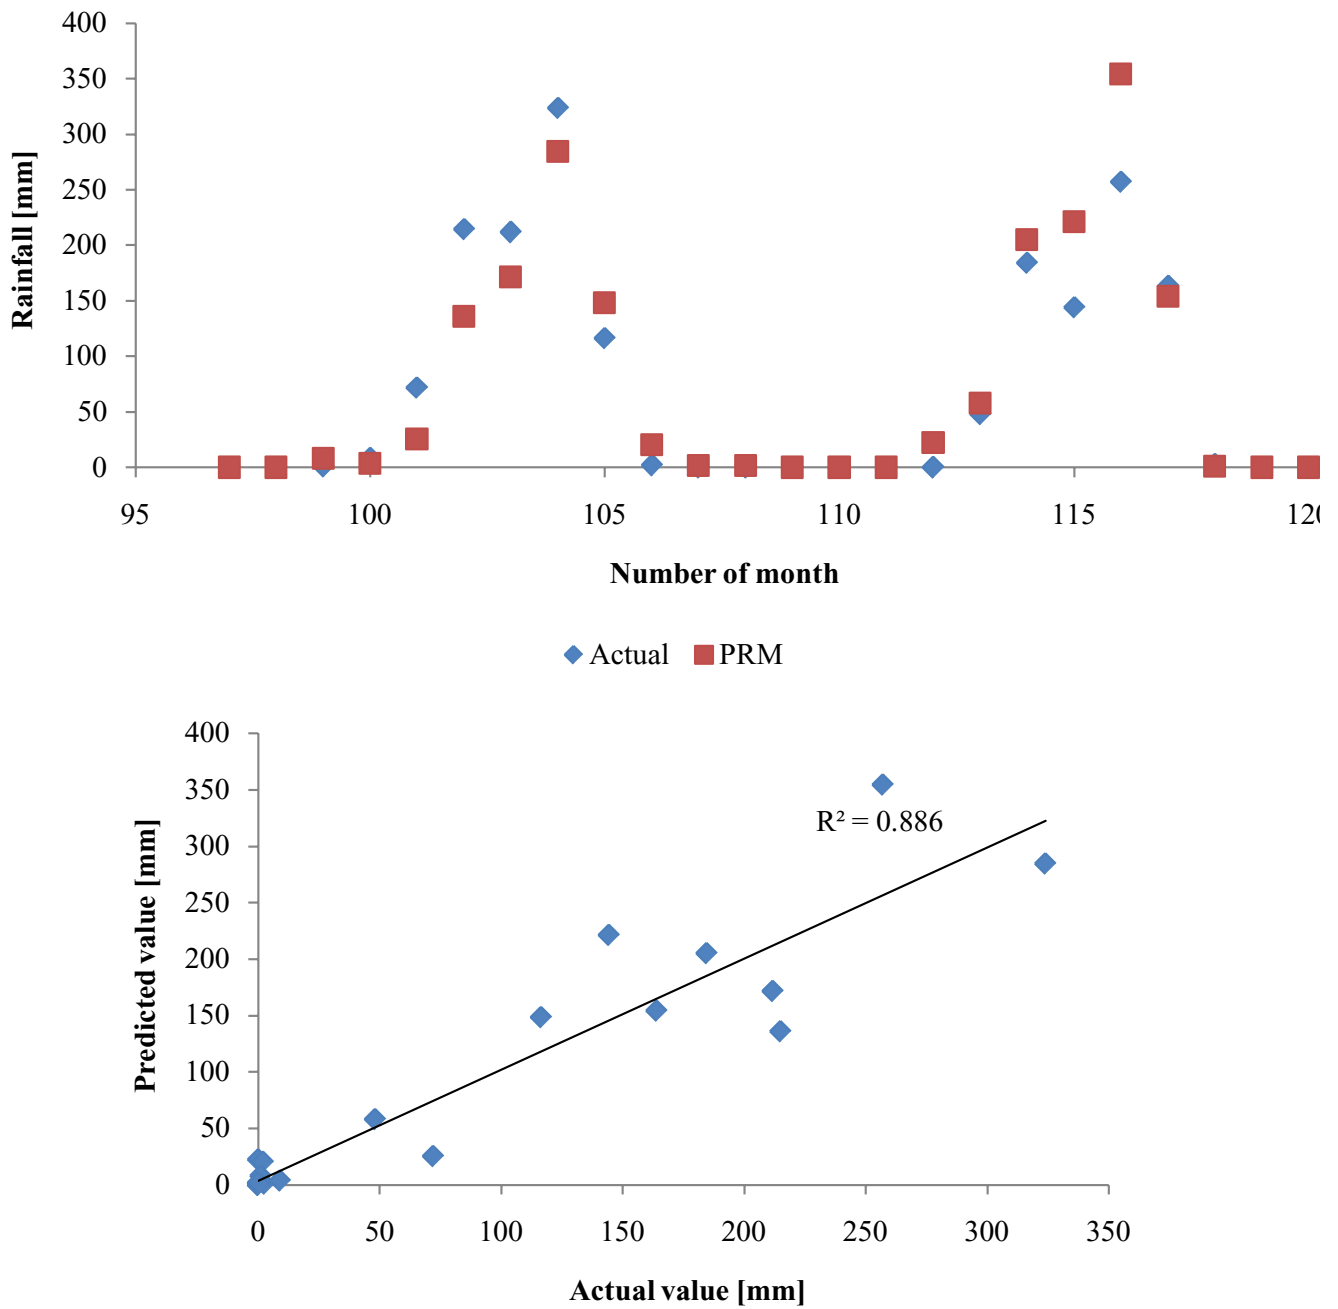 400
350
300
250
200
150
100
50
0
Rainfall [mm]
95 100 105 110 115 120
Number of month
Actual PRM
400
350
300
250
200
150
100
50
0
Predicted value [mm]
R² = 0.886
0 50 100 150 200 250 300 350
Actual value [mm]